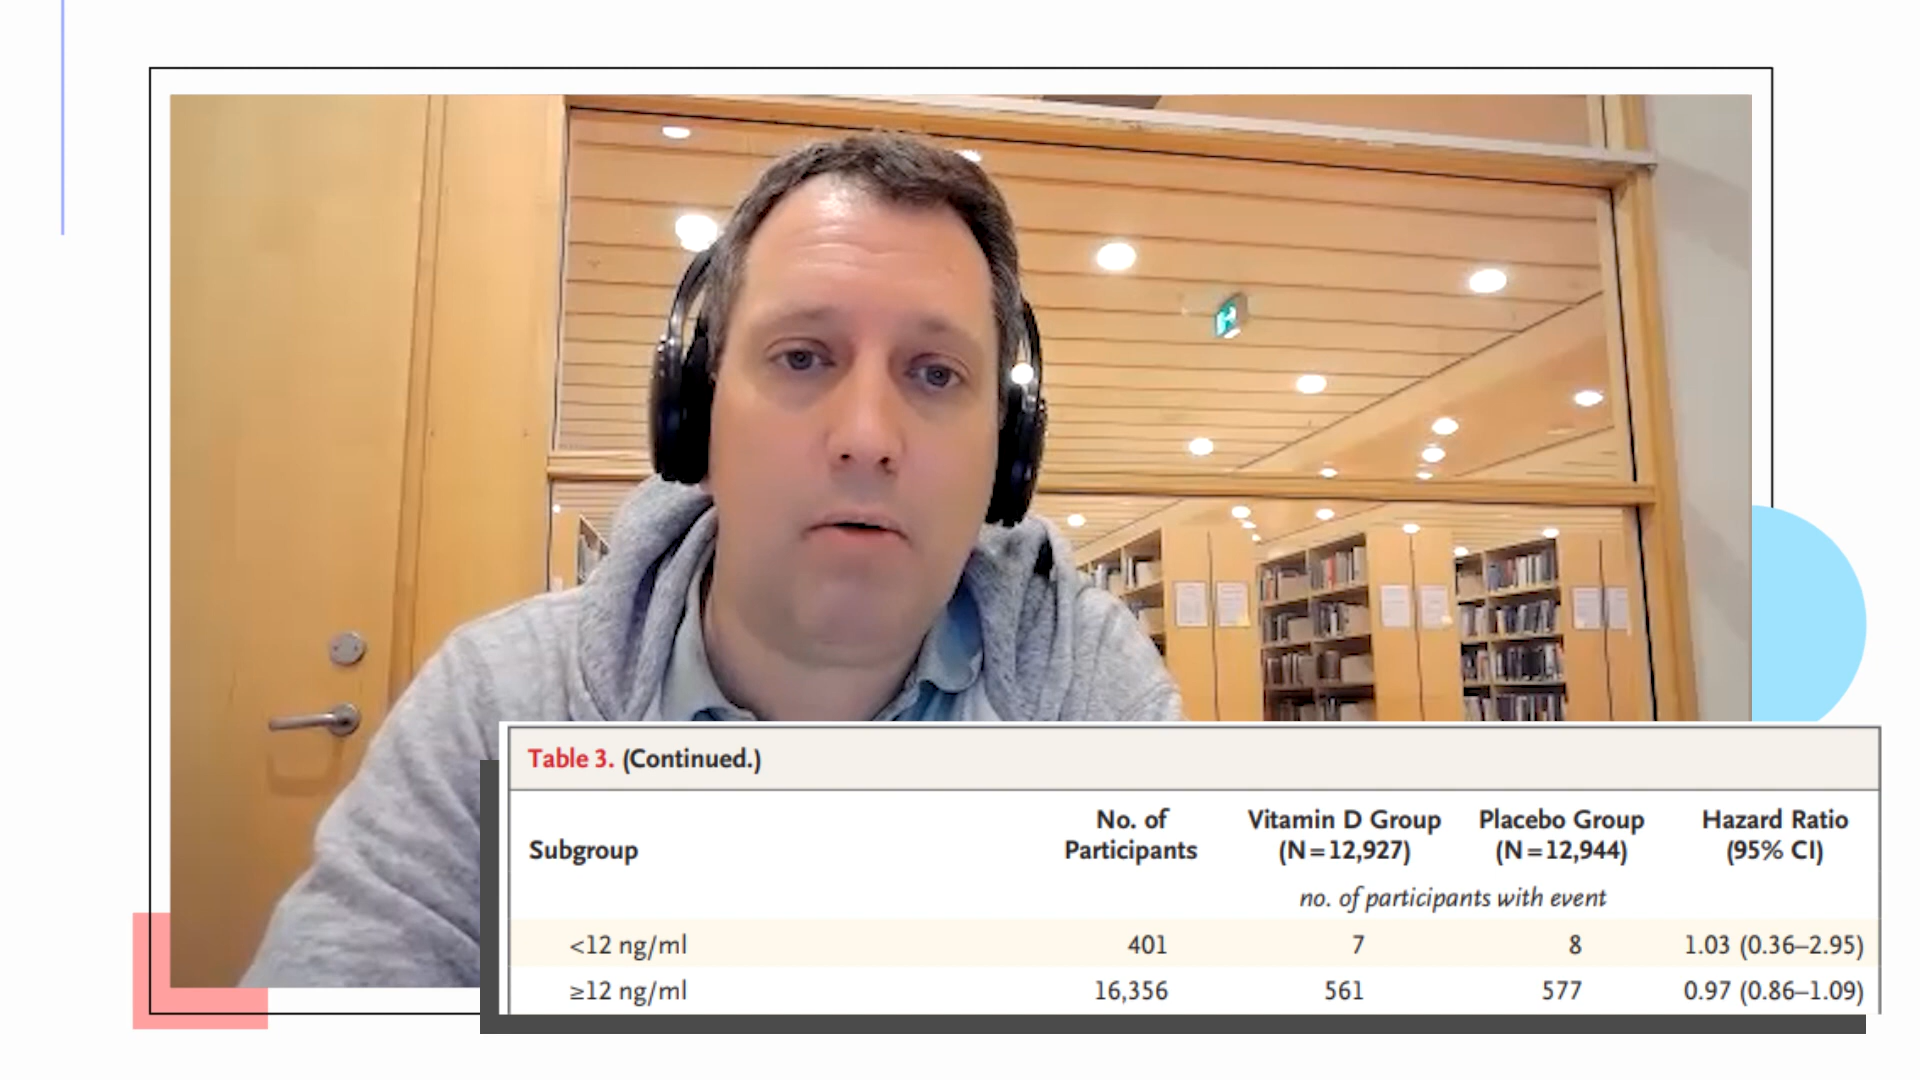 Table 3. (Continued.)
Subgroup
No. of
Participants
Vitamin D Group
(N=12,927)
Placebo Group
(N=12,944)
Hazard Ratio
(95% CI)
no. of participants with event
<12 ng/ml 401 7 8 1.03 (0.36–2.95)
≥12 ng/ml 16,356 561 577 0.97 (0.86–1.09)